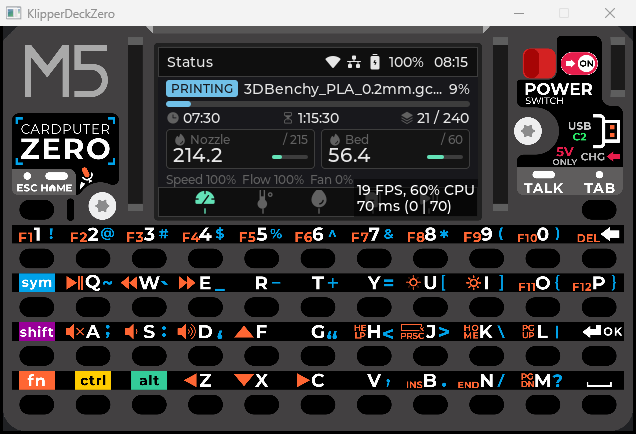 KlipperDeckZero
M5
Status 100% 08:15
PRINTING 3DBenchy_PLA_0.2mm.gc... 9%
07:30 1:15:30 21 / 240
Nozzle / 215 Bed / 60
214.2 56.4
Speed 100% Flow 100% Fan 0%
19 FPS, 60% CPU
70 ms (0 | 70)
CARDPUTER
ZERO
ESC HOME
ON
POWER
SWITCH
USB
C2
5V
ONLY CHG
TALK TAB
F1 1 ! F2 2 @ F3 3 # F4 4 $ F5 5 % F6 6 ^ F7 7 & F8 8 * F9 9 ( F10 0 ) DEL
sym Q ~ W ` E _ R - T + Y = U [ I ] F11 O { F12 P }
shift A ; S : D ‘ F G “ HELP H < PRSC J > HOME K \ PGUP L | OK
fn ctrl alt Z X C V , INS B . END N / PGDN M ?